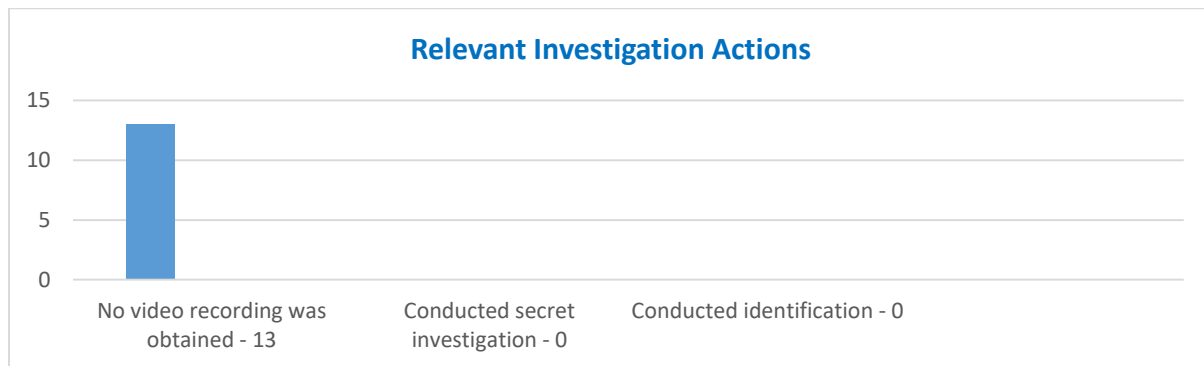 Relevant Investigation Actions
15
10
5
0
No video recording was
obtained - 13
Conducted secret
investigation - 0
Conducted identification - 0